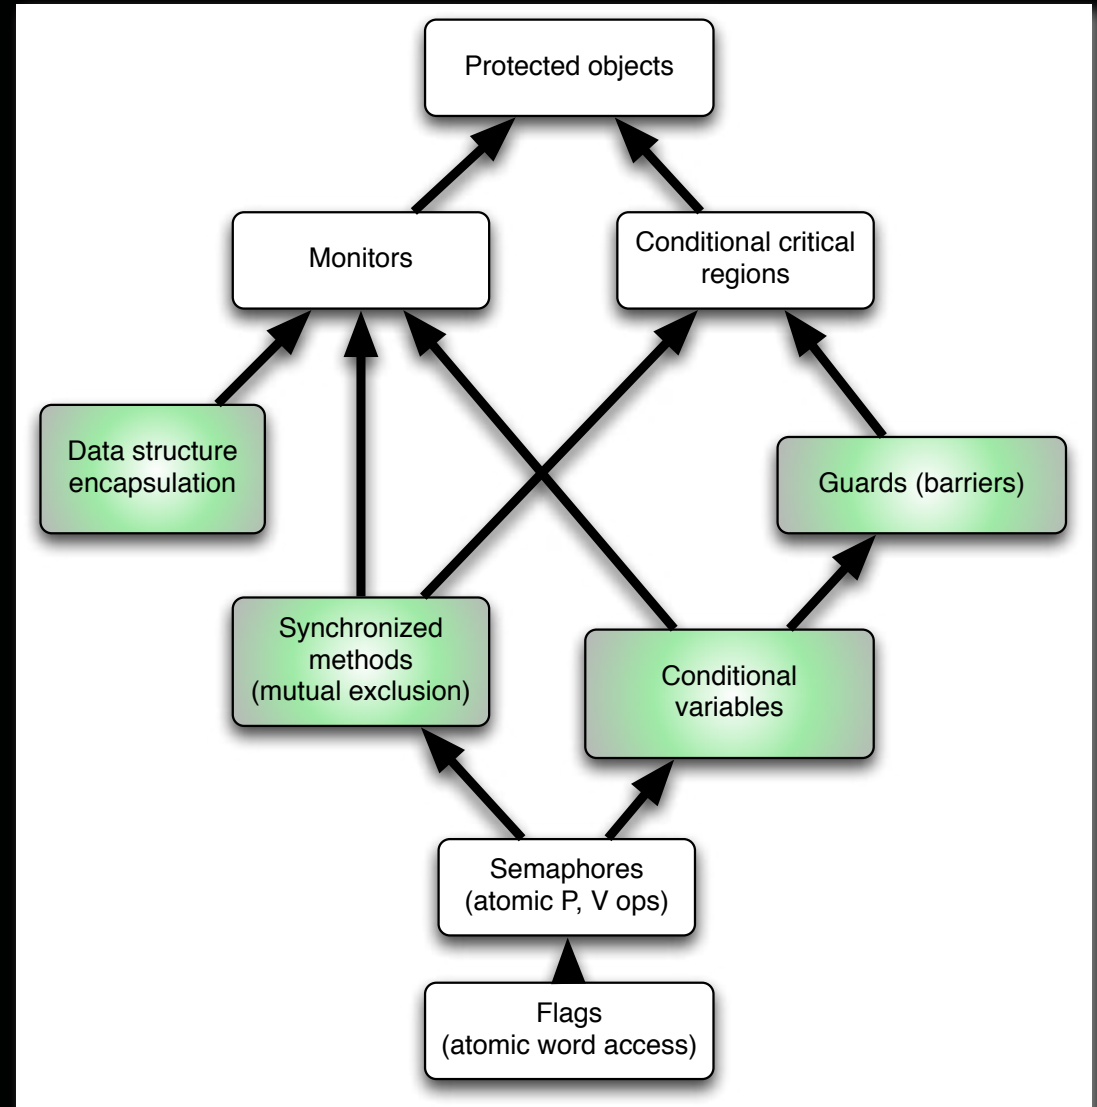 Protected objects
Monitors
Conditional critical
regions
Data structure
encapsulation
Guards (barriers)
Synchronized
methods
(mutual exclusion)
Conditional
variables
Semaphores
(atomic P, V ops)
Flags
(atomic word access)